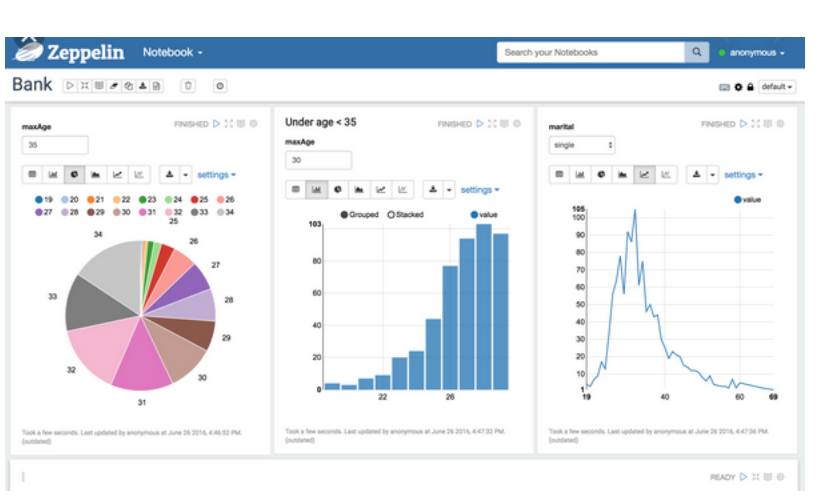 Zeppelin Notebook Search your Notebooks anonymous
Bank default
maxAge FINISHED
35
settings
19 20 21 22 23 24 25 26
27 28 29 30 31 32 33 34
25
34 26
27
33 28
29
32 30
31
Took a few seconds. Last updated by anonymous at June 26 2016, 4:46:52 PM.
(outdated)
Under age < 35 FINISHED
maxAge
30
settings
Grouped Stacked value
103
80
60
40
20
0
22 26
Took a few seconds. Last updated by anonymous at June 26 2016, 4:47:32 PM.
(outdated)
marital FINISHED
single
settings
value
105
100
90
80
70
60
50
40
30
20
10
1
19 40 60 69
Took a few seconds. Last updated by anonymous at June 26 2016, 4:47:36 PM.
(outdated)
READY